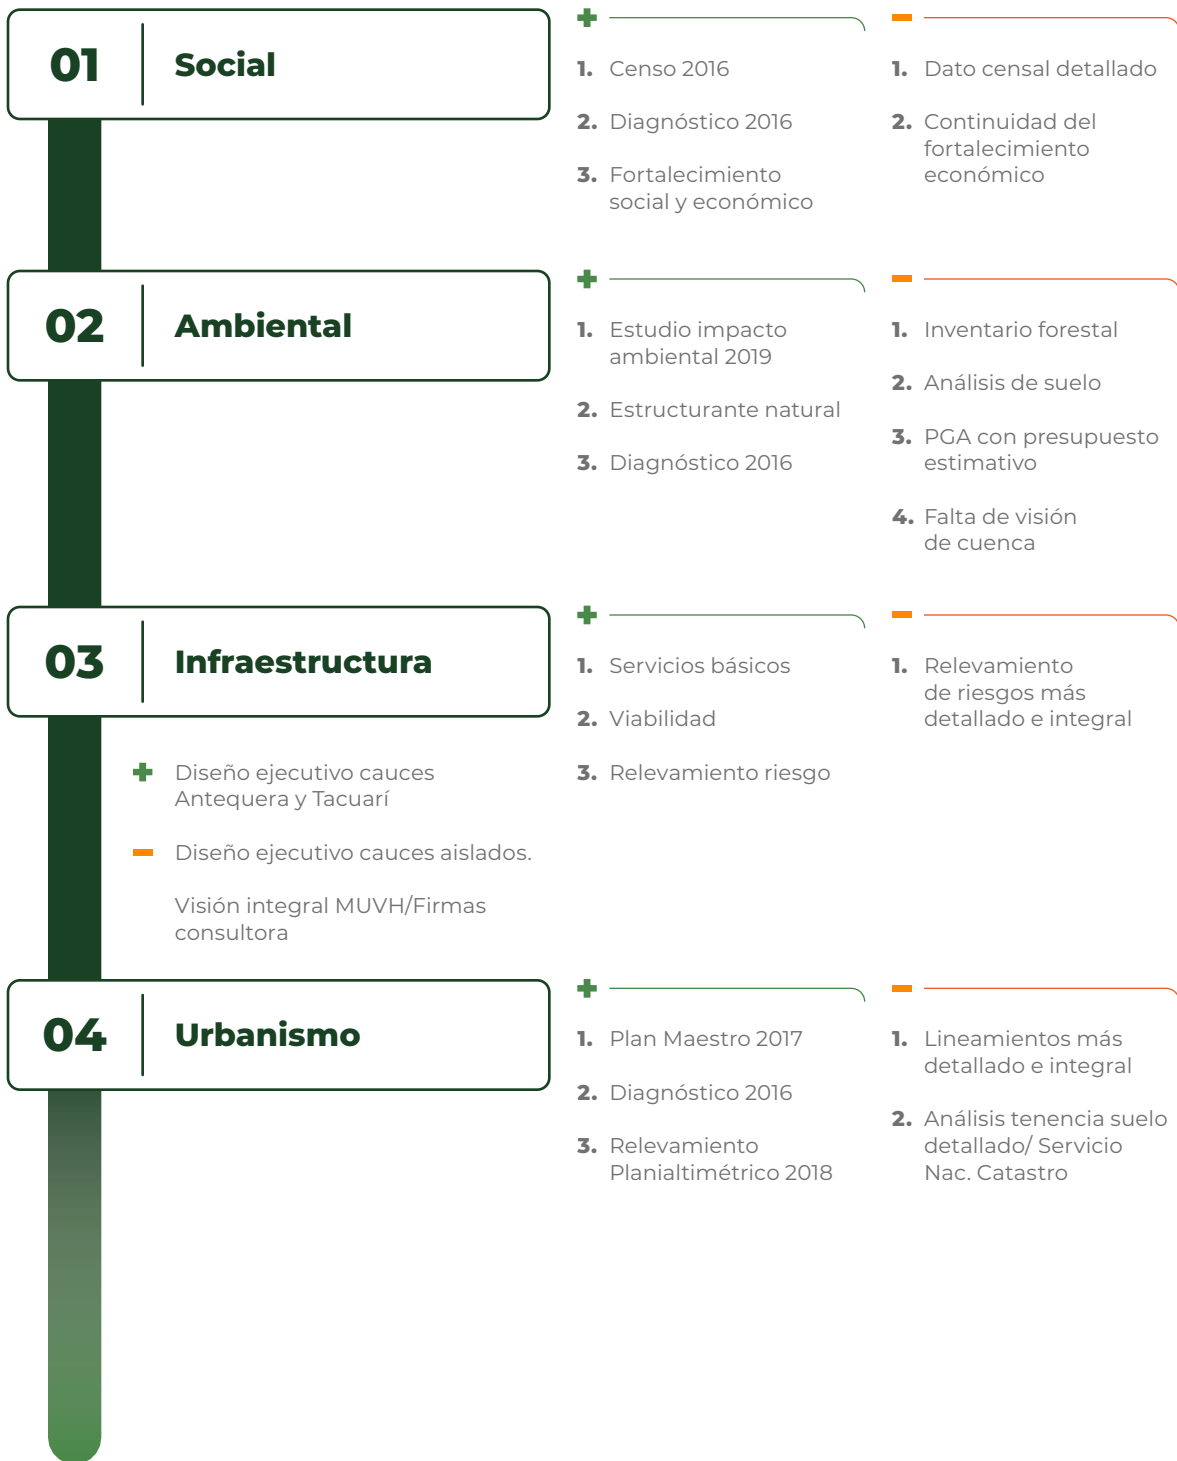 01
Social
+
1. Censo 2016
2. Diagnóstico 2016
3. Fortalecimiento
social y económico
−
1. Dato censal detallado
2. Continuidad del
fortalecimiento
económico
02
Ambiental
+
1. Estudio impacto
ambiental 2019
2. Estructurante natural
3. Diagnóstico 2016
−
1. Inventario forestal
2. Análisis de suelo
3. PGA con presupuesto
estimativo
4. Falta de visión
de cuenca
03
Infraestructura
+ Diseño ejecutivo cauces
Antequera y Tacuarí
− Diseño ejecutivo cauces aislados.
Visión integral MUVH/Firmas
consultora
+
1. Servicios básicos
2. Viabilidad
3. Relevamiento riesgo
−
1. Relevamiento
de riesgos más
detallado e integral
04
Urbanismo
+
1. Plan Maestro 2017
2. Diagnóstico 2016
3. Relevamiento
Planialtimétrico 2018
−
1. Lineamientos más
detallado e integral
2. Análisis tenencia suelo
detallado/ Servicio
Nac. Catastro